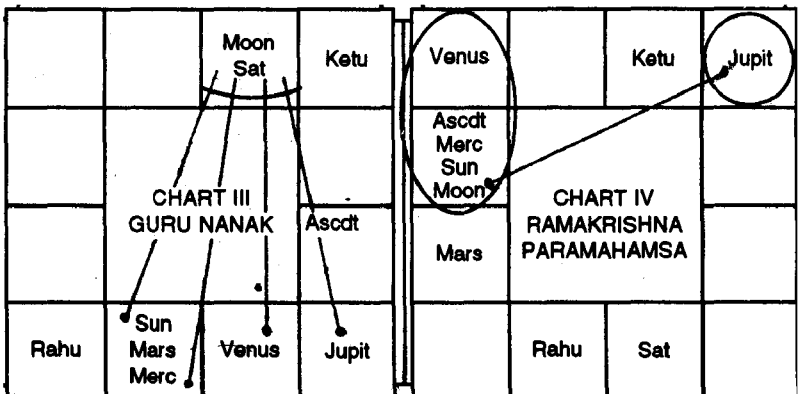 Moon
Sat
Ketu
CHART III
GURU NANAK
Ascdt
Rahu
Sun
Mars
Merc
Venus
Jupit
Venus
Ketu
Jupit
Ascdt
Merc
Sun
Moon
CHART IV
RAMAKRISHNA
PARAMAHAMSA
Mars
Rahu
Sat